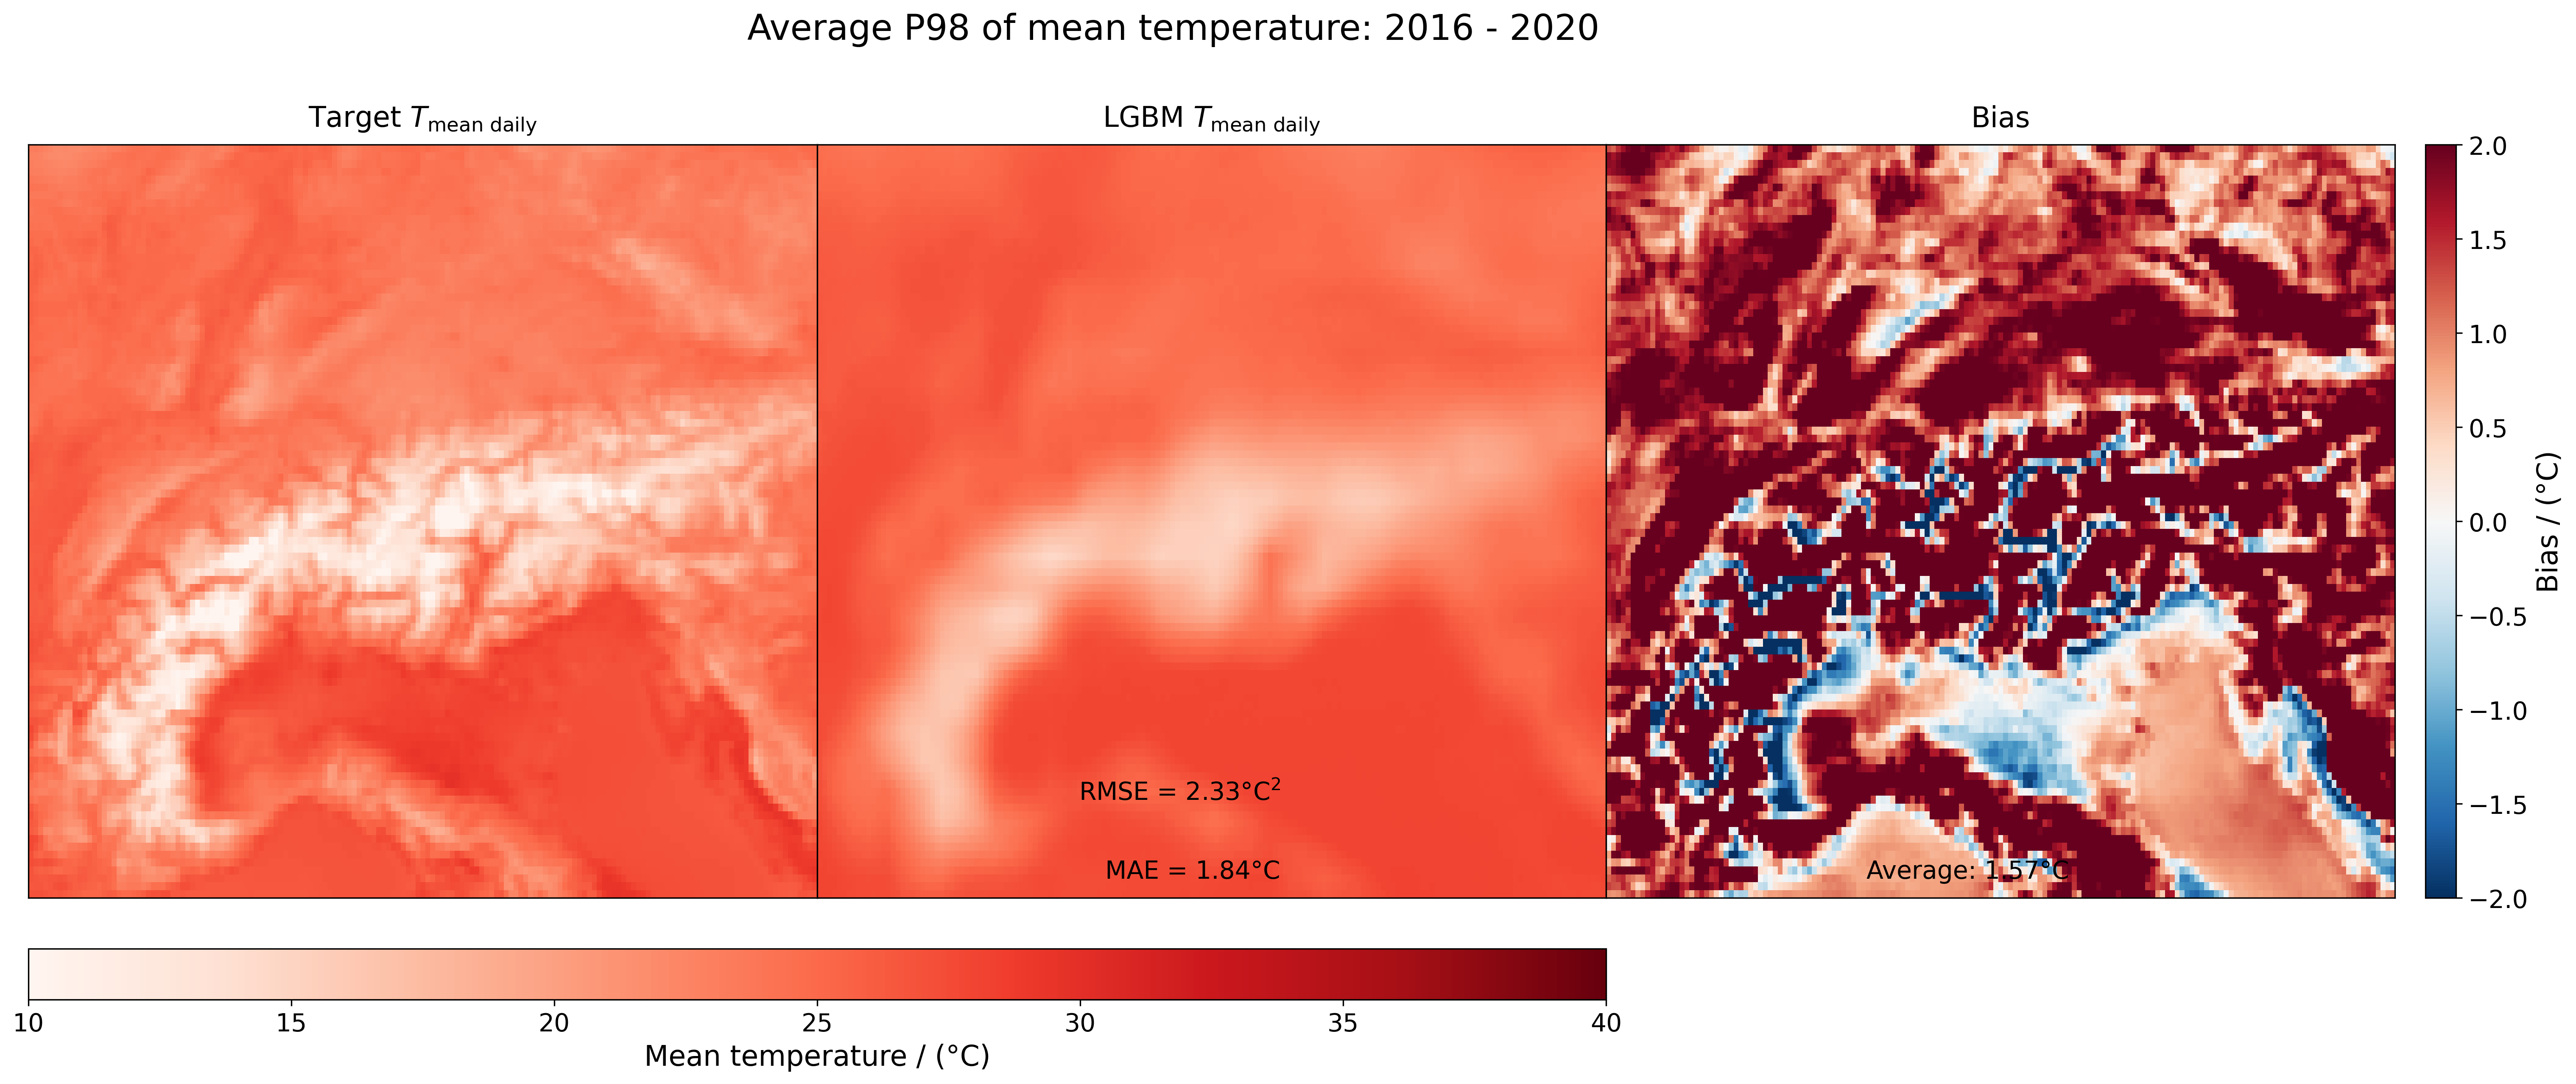 Average P98 of mean temperature: 2016 - 2020
Target T_mean daily
LGBM T_mean daily
Bias
RMSE = 2.33°C²
MAE = 1.84°C
Average: 1.57°C
2.0
1.5
1.0
0.5
0.0
−0.5
−1.0
−1.5
−2.0
Bias / (°C)
10 15 20 25 30 35 40
Mean temperature / (°C)